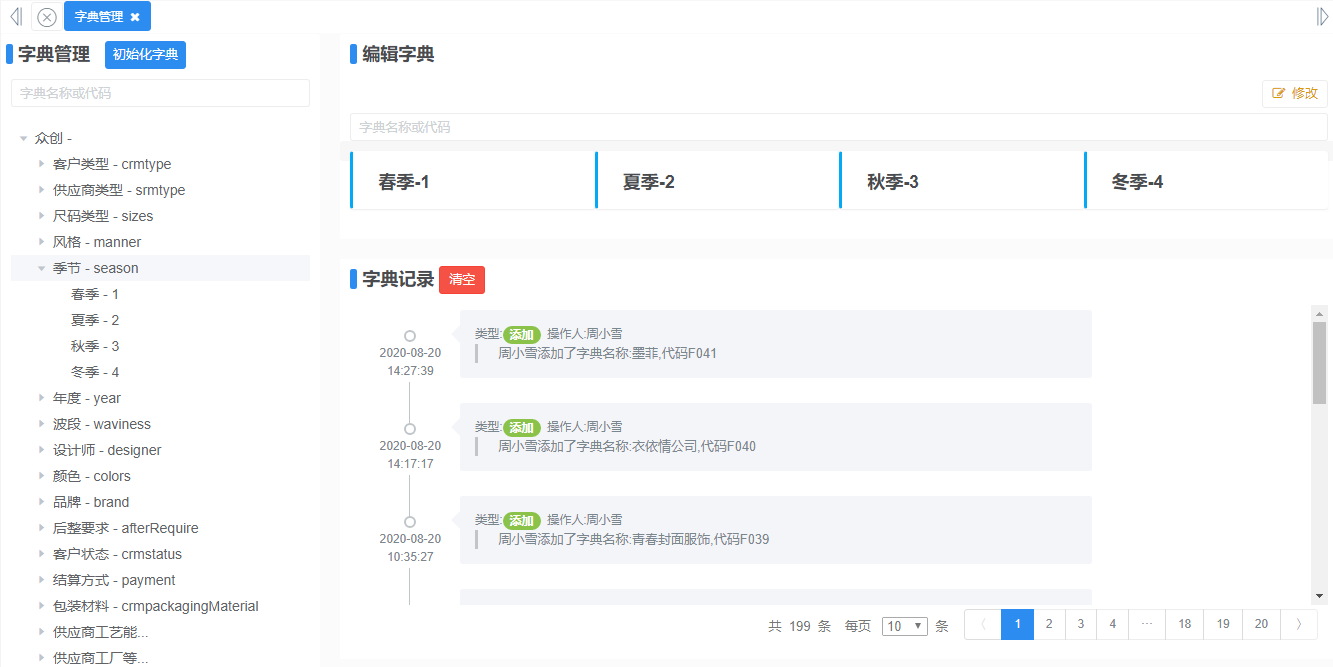 字典管理
字典管理 初始化字典
字典名称或代码
众创 -
客户类型 - crmtype
供应商类型 - srmtype
尺码类型 - sizes
风格 - manner
季节 - season
春季 - 1
夏季 - 2
秋季 - 3
冬季 - 4
年度 - year
波段 - waviness
设计师 - designer
颜色 - colors
品牌 - brand
后整要求 - afterRequire
客户状态 - crmstatus
结算方式 - payment
包装材料 - crmpackagingMaterial
供应商工艺能...
供应商工厂等...
编辑字典
修改
字典名称或代码
春季-1 夏季-2 秋季-3 冬季-4
字典记录 清空
2020-08-20
14:27:39
类型:添加 操作人:周小雪
周小雪添加了字典名称:墨菲,代码F041
2020-08-20
14:17:17
类型:添加 操作人:周小雪
周小雪添加了字典名称:衣依情公司,代码F040
2020-08-20
10:35:27
类型:添加 操作人:周小雪
周小雪添加了字典名称:青春封面服饰,代码F039
共 199 条 每页 10 条 1 2 3 4 ... 18 19 20